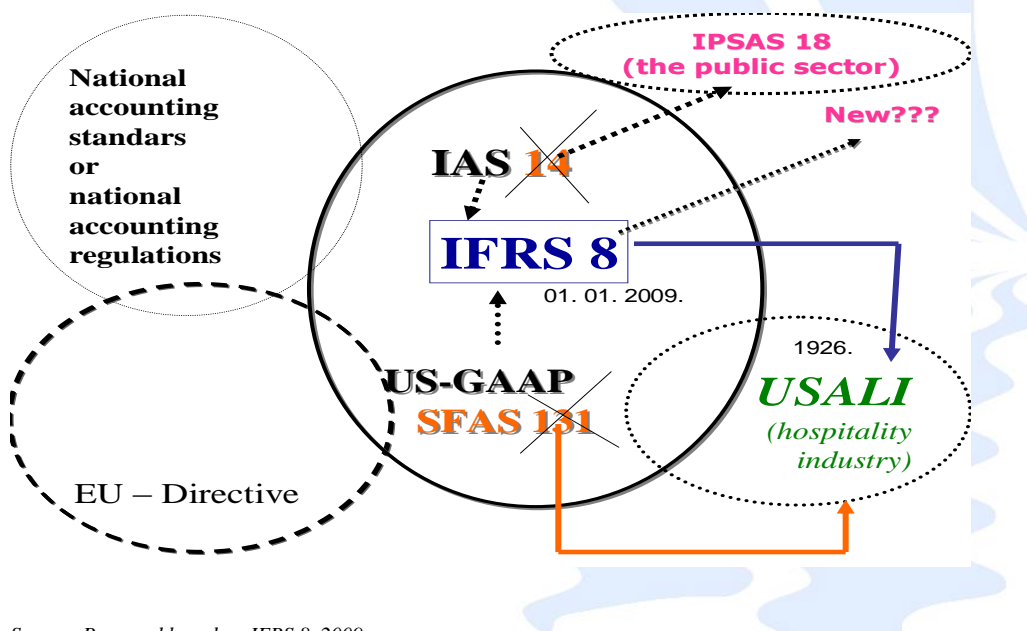 IPSAS 18
(the public sector)
New???
National
accounting
standars
or
national
accounting
regulations
IAS 14
IFRS 8
01. 01. 2009.
US-GAAP
SFAS 131
1926.
USALI
(hospitality
industry)
EU – Directive